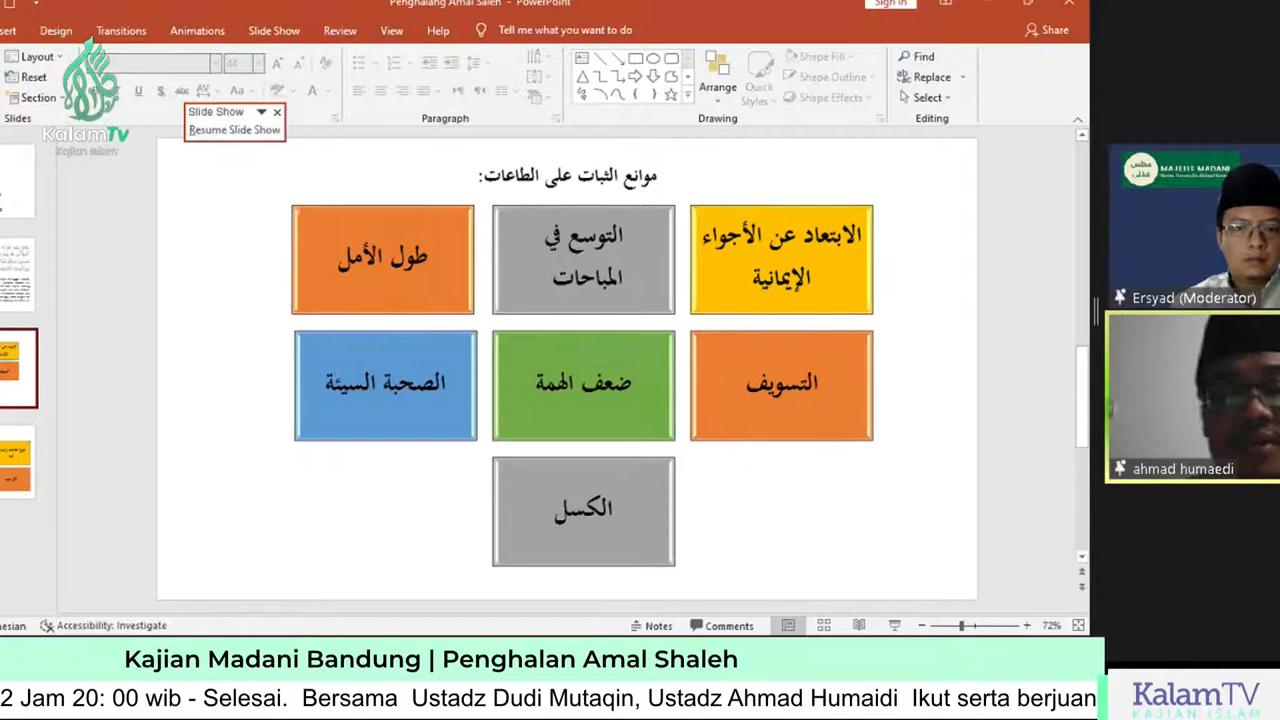 Penghalang Amal Saleh - PowerPoint
Sign in
Design Transitions Animations Slide Show Review View Help Tell me what you want to do Share
Layout
Reset
Section
Slides
Paragraph
Arrange
Quick Styles
Shape Fill
Shape Outline
Shape Effects
Drawing
Find
Replace
Select
Editing
Slide Show
Resume Slide Show
KalamTV
Kajian Islam
موانع الثبات على الطاعات:
الابتعاد عن الأجواء
الإيمانية
التوسع في
المباحات
طول الأمل
التسويف
ضعف الهمة
الصحبة السيئة
الكسل
MAJELIS MADANI
Ersyad (Moderator)
ahmad humaedi
Accessibility: Investigate
Notes Comments 72%
Kajian Madani Bandung | Penghalan Amal Shaleh
2 Jam 20: 00 wib - Selesai. Bersama Ustadz Dudi Mutaqin, Ustadz Ahmad Humaidi Ikut serta berjuan
KalamTV
KAJIAN ISLAM